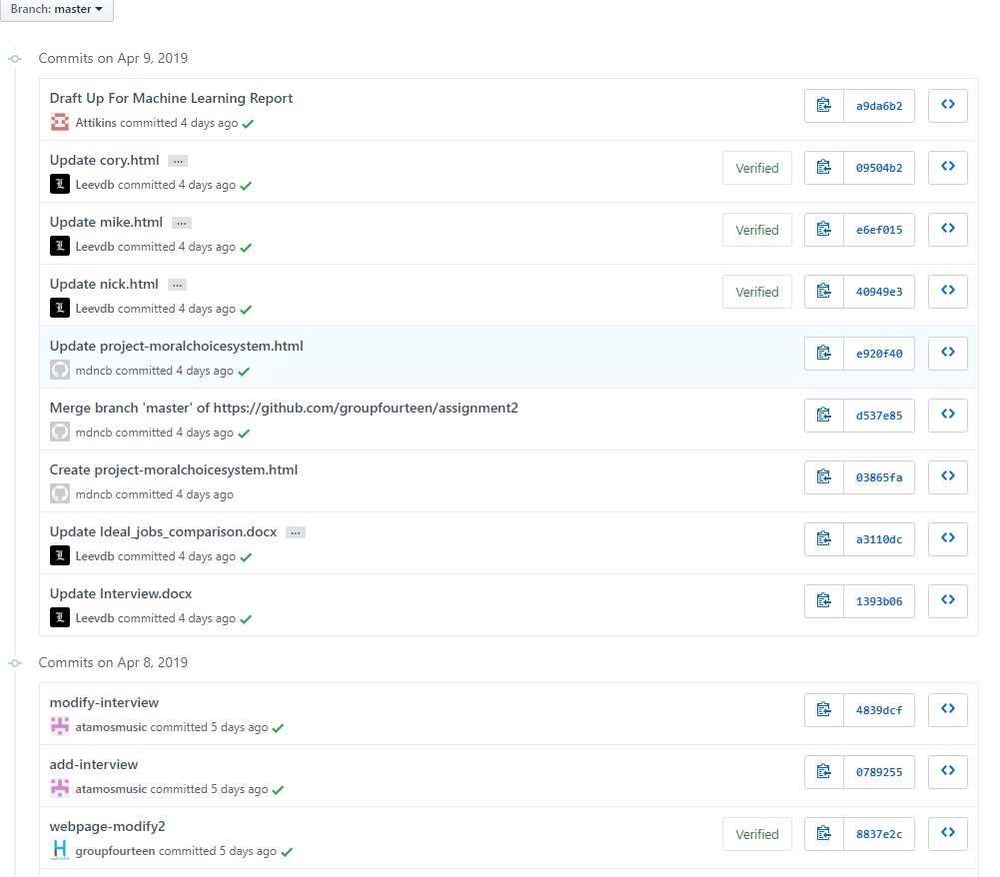 Branch: master
Commits on Apr 9, 2019
Draft Up For Machine Learning Report
a9da6b2
Attikins committed 4 days ago
Update cory.html ...
Verified 09504b2
Leevdb committed 4 days ago
Update mike.html ...
Verified e6ef015
Leevdb committed 4 days ago
Update nick.html ...
Verified 40949e3
Leevdb committed 4 days ago
Update project-moralchoicesystem.html
e920f40
mdncb committed 4 days ago
Merge branch 'master' of https://github.com/groupfourteen/assignment2
d537e85
mdncb committed 4 days ago
Create project-moralchoicesystem.html
03865fa
mdncb committed 4 days ago
Update Ideal_jobs_comparison.docx ...
a3110dc
Leevdb committed 4 days ago
Update Interview.docx
1393b06
Leevdb committed 4 days ago
Commits on Apr 8, 2019
modify-interview
4839dcf
atamosmusic committed 5 days ago
add-interview
0789255
atamosmusic committed 5 days ago
webpage-modify2
Verified 8837e2c
groupfourteen committed 5 days ago